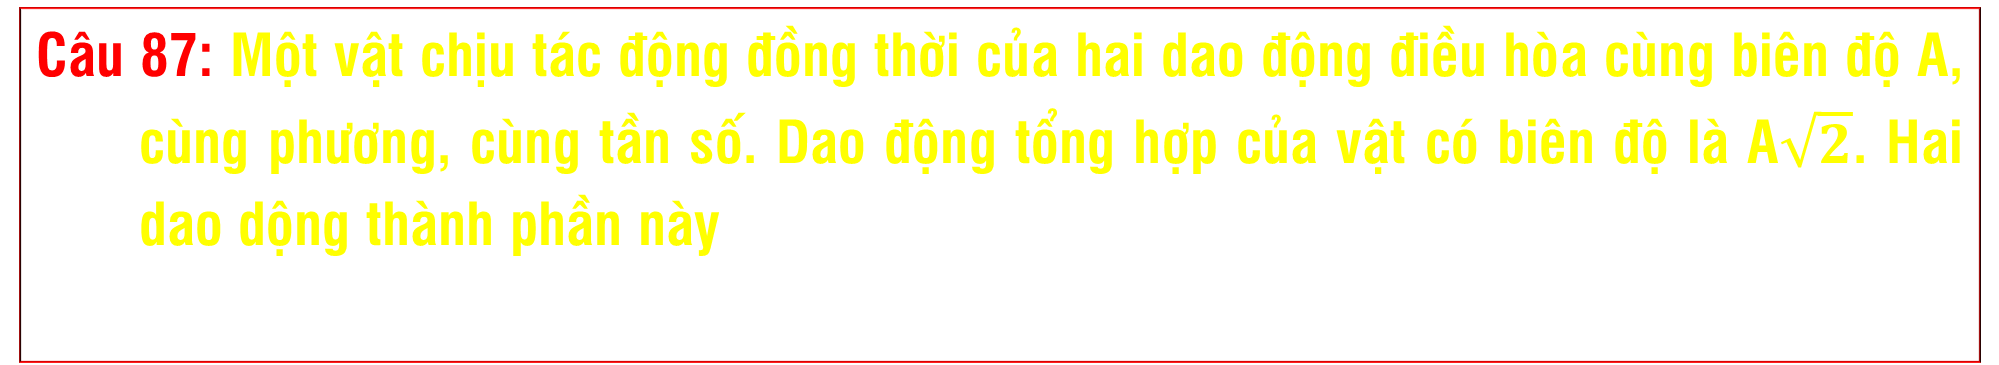 Câu 87: Một vật chịu tác động đồng thời của hai dao động điều hòa cùng biên độ A,
cùng phương, cùng tần số. Dao động tổng hợp của vật có biên độ là A√2. Hai
dao dộng thành phần này